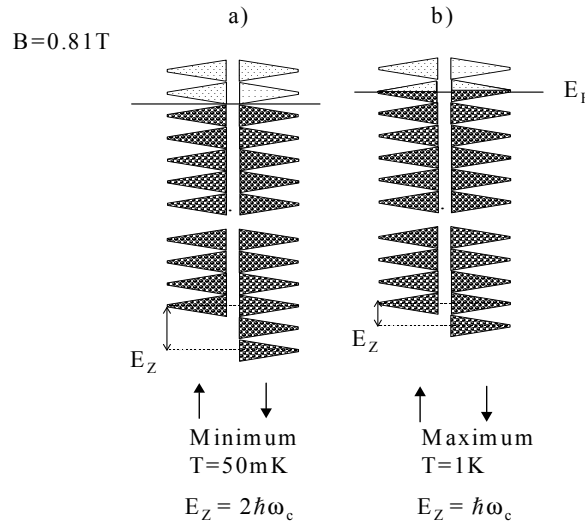 a) b)
B=0.81T
E_F
E_Z E_Z
Minimum Maximum
T=50mK T=1K
E_Z = 2ℏω_c E_Z = ℏω_c